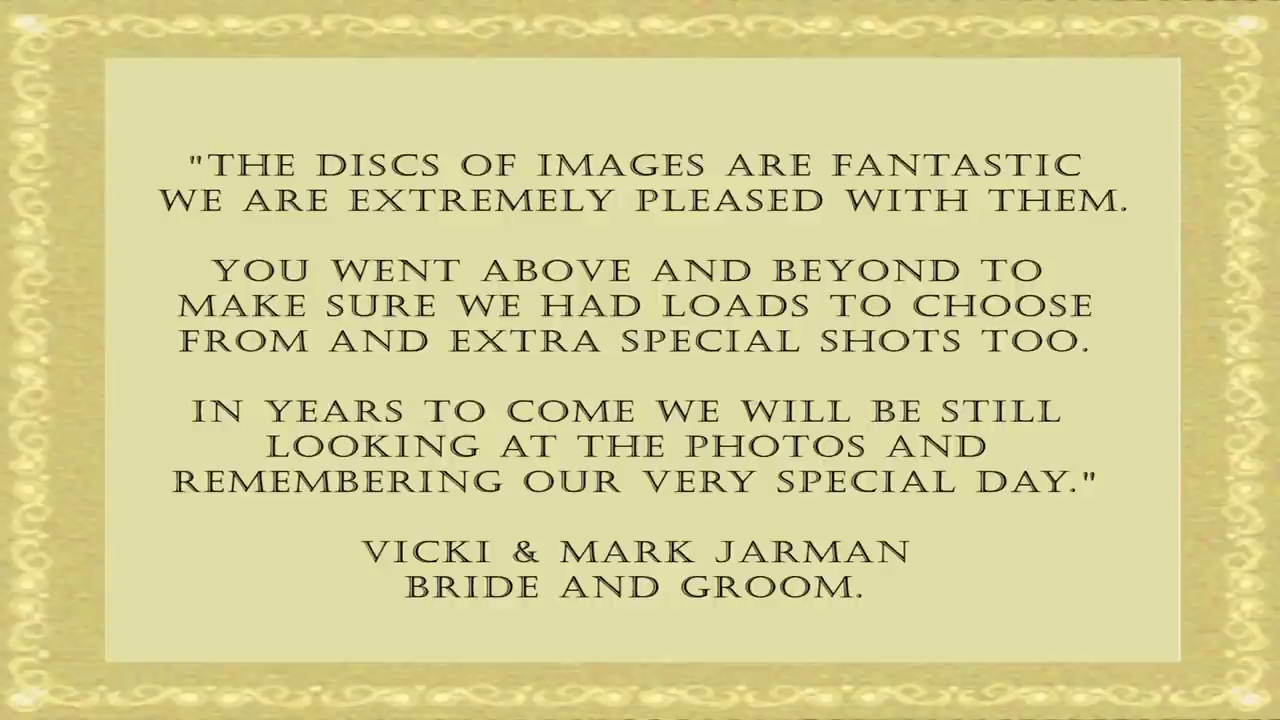 "THE DISCS OF IMAGES ARE FANTASTIC
WE ARE EXTREMELY PLEASED WITH THEM.
YOU WENT ABOVE AND BEYOND TO
MAKE SURE WE HAD LOADS TO CHOOSE
FROM AND EXTRA SPECIAL SHOTS TOO.
IN YEARS TO COME WE WILL BE STILL
LOOKING AT THE PHOTOS AND
REMEMBERING OUR VERY SPECIAL DAY."
VICKI & MARK JARMAN
BRIDE AND GROOM.